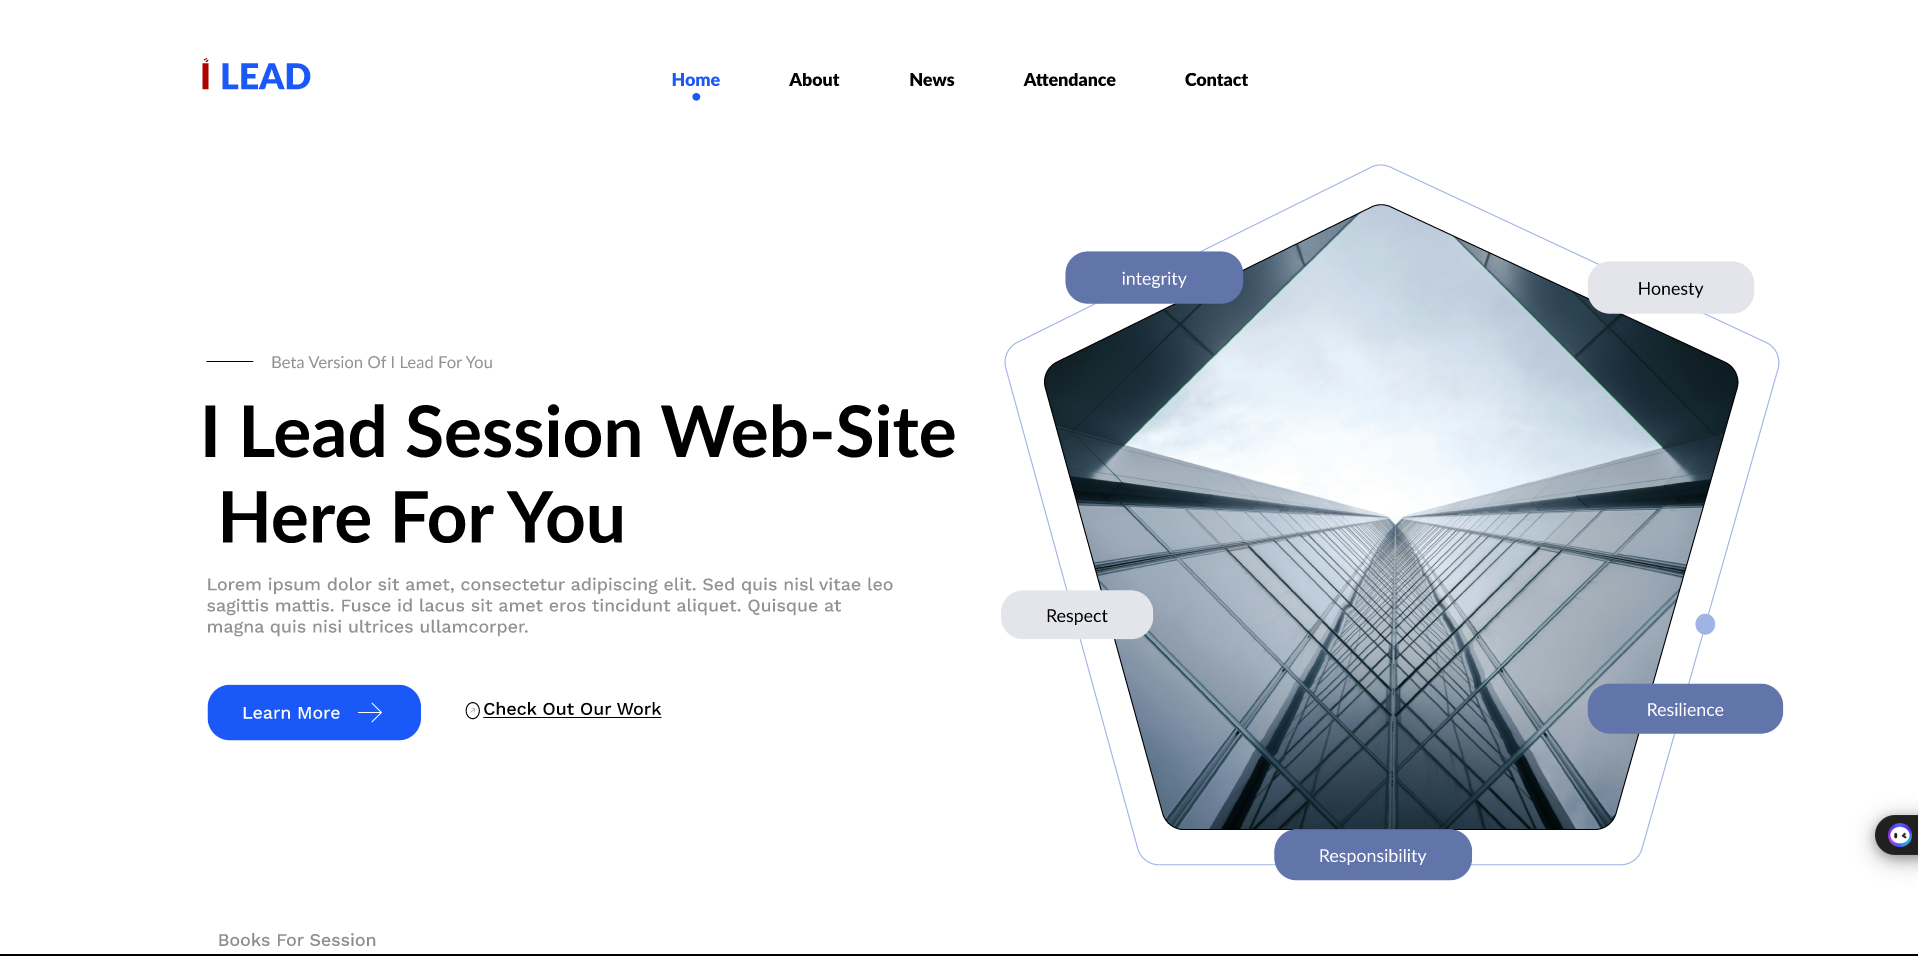 i LEAD
Home
About
News
Attendance
Contact
integrity
Honesty
Beta Version Of I Lead For You
I Lead Session Web-Site
Here For You
Lorem ipsum dolor sit amet, consectetur adipiscing elit. Sed quis nisl vitae leo
sagittis mattis. Fusce id lacus sit amet eros tincidunt aliquet. Quisque at
magna quis nisi ultrices ullamcorper.
Respect
Learn More
Check Out Our Work
Resilience
Responsibility
Books For Session